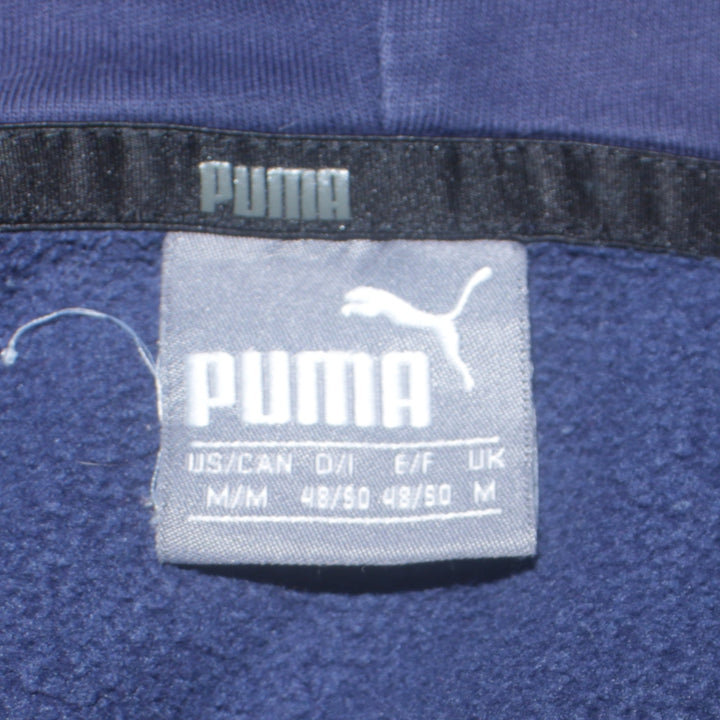 PUMA
PUMA
US/CAN D/I E/F UK
M/M 48/50 48/50 M